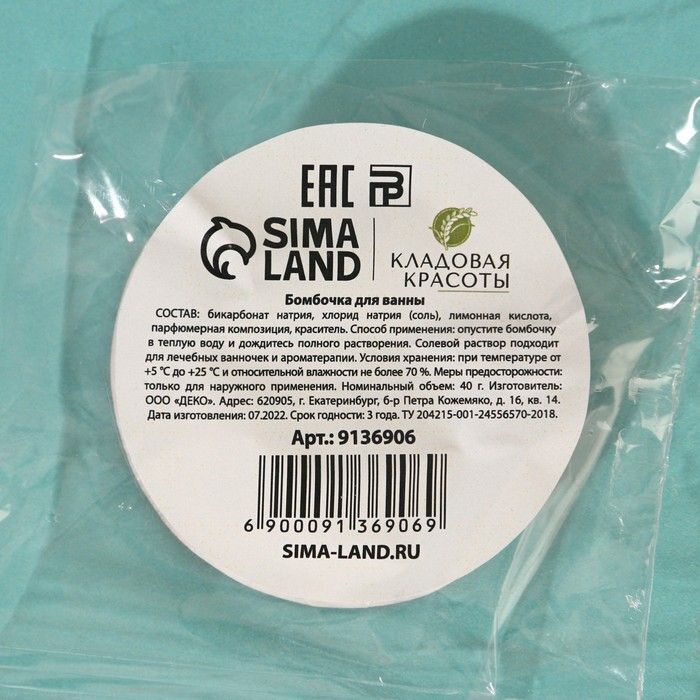 ЕАС РВ
SIMA
LAND
КЛАДОВАЯ
КРАСОТЫ
Бомбочка для ванны
СОСТАВ: бикарбонат натрия, хлорид натрия (соль), лимонная кислота,
парфюмерная композиция, краситель. Способ применения: опустите бомбочку
в теплую воду и дождитесь полного растворения. Солевой раствор подходит
для лечебных ванночек и ароматерапии. Условия хранения: при температуре от
+5 °С до +25 °С и относительной влажности не более 70 %. Меры предосторожности:
только для наружного применения. Номинальный объем: 40 г. Изготовитель:
ООО «ДЕКО». Адрес: 620905, г. Екатеринбург, б-р Петра Кожемяко, д. 16, кв. 14.
Дата изготовления: 07.2022. Срок годности: 3 года. ТУ 204215-001-24556570-2018.
Арт.: 9136906
6 900091 369069
SIMA-LAND.RU